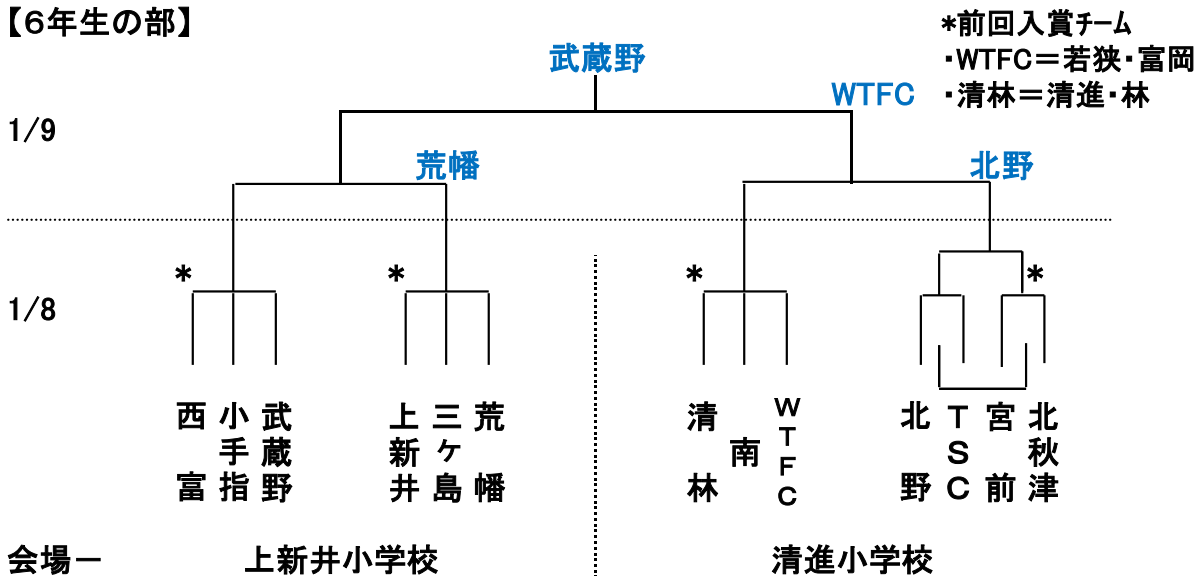 【６年生の部】
*前回入賞チーム
・WTFC＝若狭・富岡
・清林＝清進・林
武蔵野
WTFC
1/9
荒幡
北野
*
*
*
*
1/8
西富
小手指
武蔵野
上新井
三ヶ島
荒幡
清林
南
WTFC
北野
TSC
宮前
北秋津
会場－
上新井小学校
清進小学校